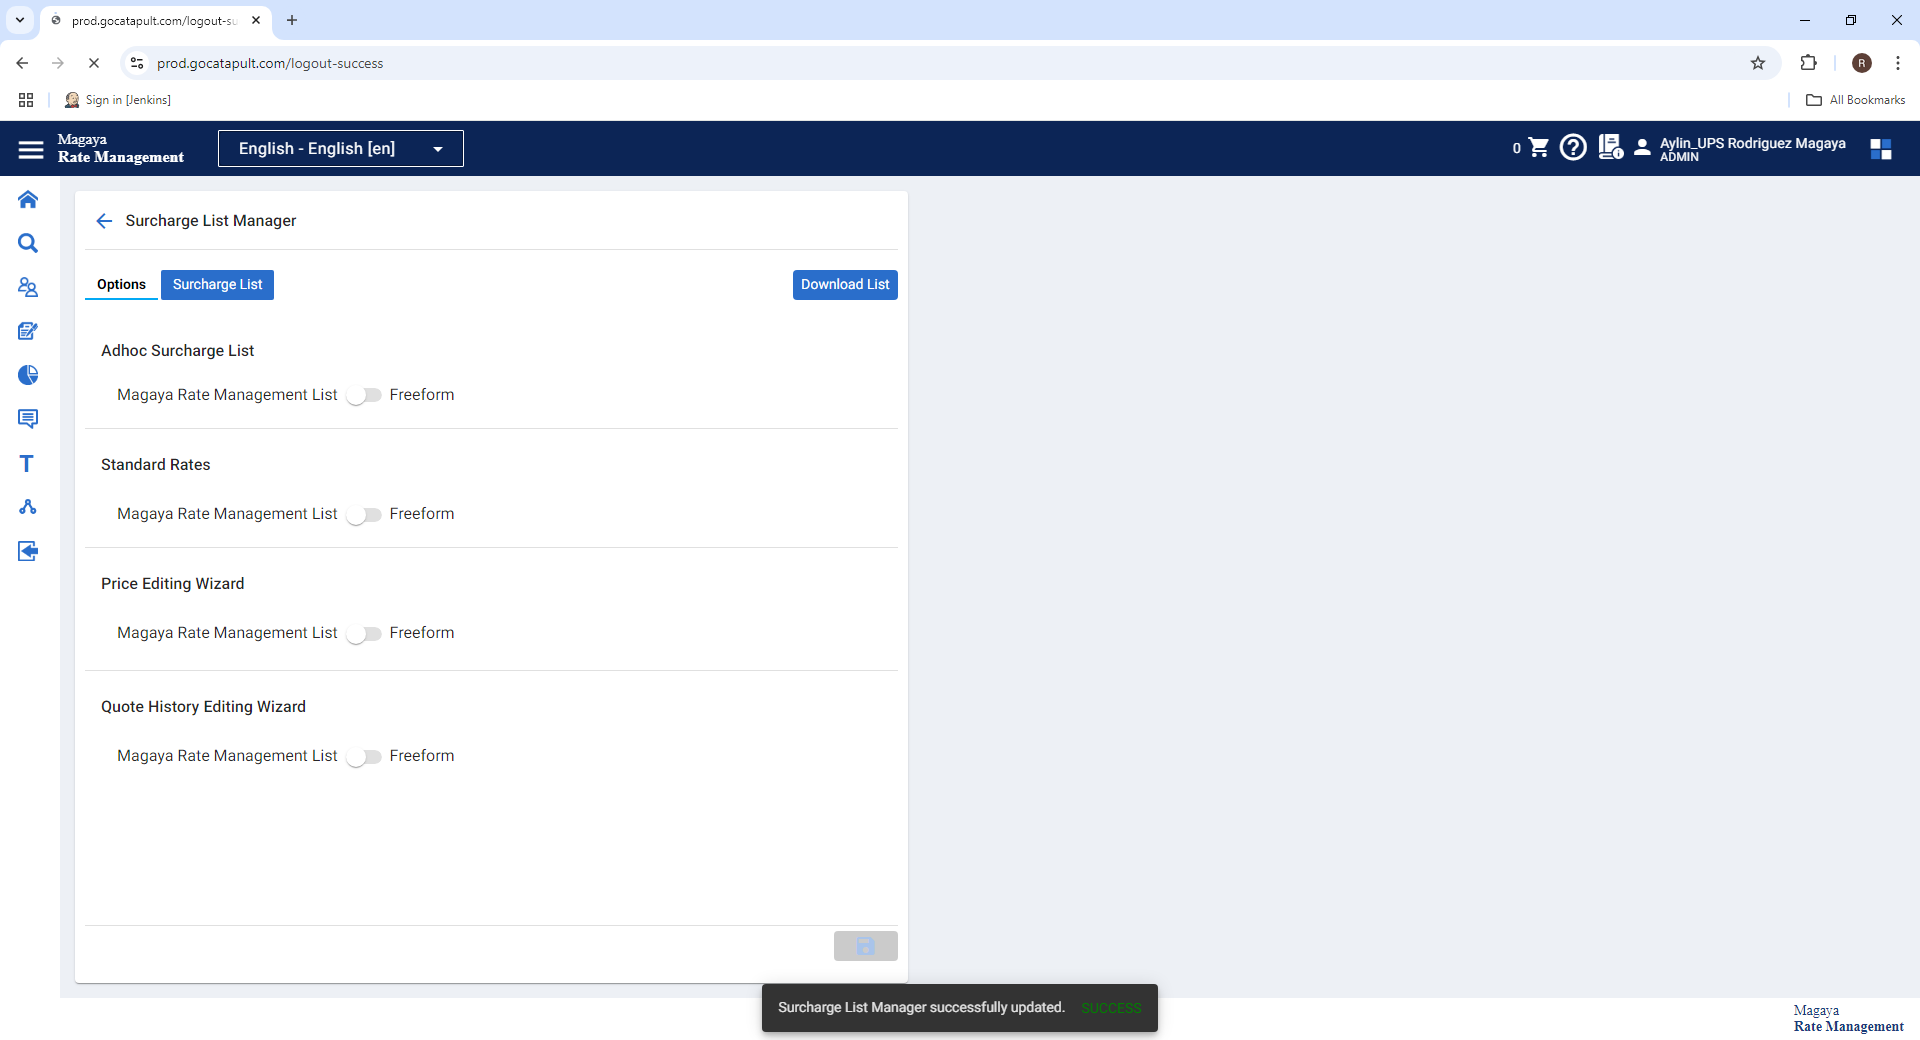 prod.gocatapult.com/logout-su
prod.gocatapult.com/logout-success
R
Sign in [Jenkins]
All Bookmarks
Magaya
Rate Management
English - English [en]
0
Aylin_UPS Rodriguez Magaya
ADMIN
Surcharge List Manager
Options
Surcharge List
Download List
Adhoc Surcharge List
Magaya Rate Management List
Freeform
Standard Rates
Magaya Rate Management List
Freeform
Price Editing Wizard
Magaya Rate Management List
Freeform
Quote History Editing Wizard
Magaya Rate Management List
Freeform
Surcharge List Manager successfully updated.
SUCCESS
Magaya
Rate Management